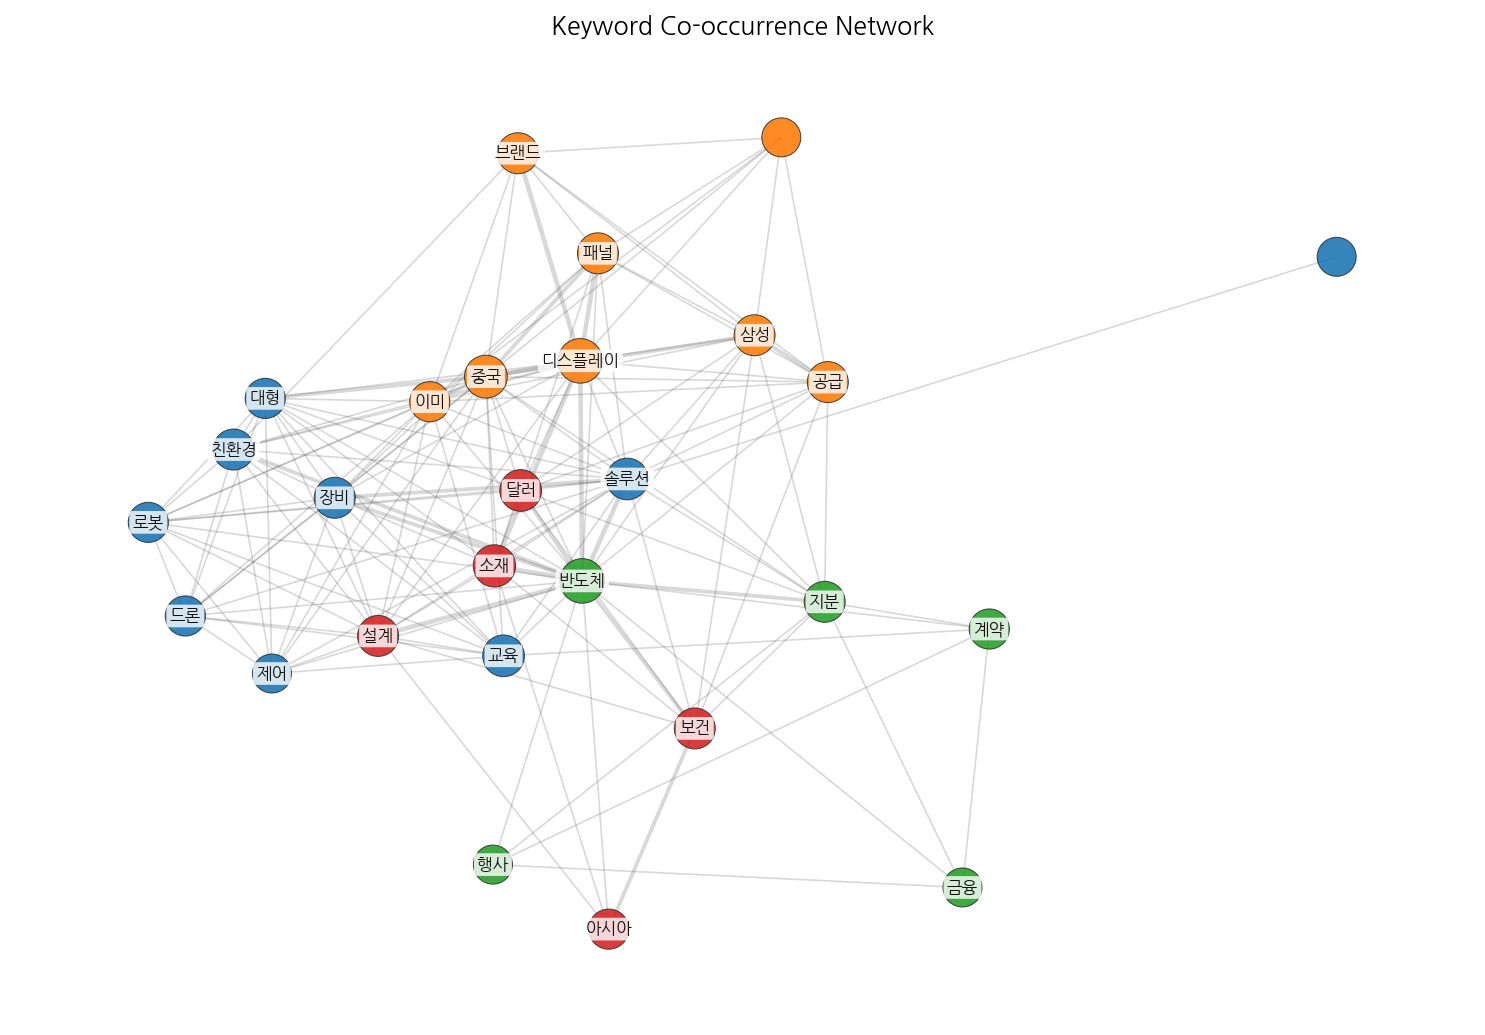 Keyword Co-occurrence Network
브랜드
패널
삼성
디스플레이
중국
공급
대형
이미
친환경
솔루션
달러
장비
로봇
소재
반도체
지분
드론
계약
설계
교육
제어
보건
행사
금융
아시아